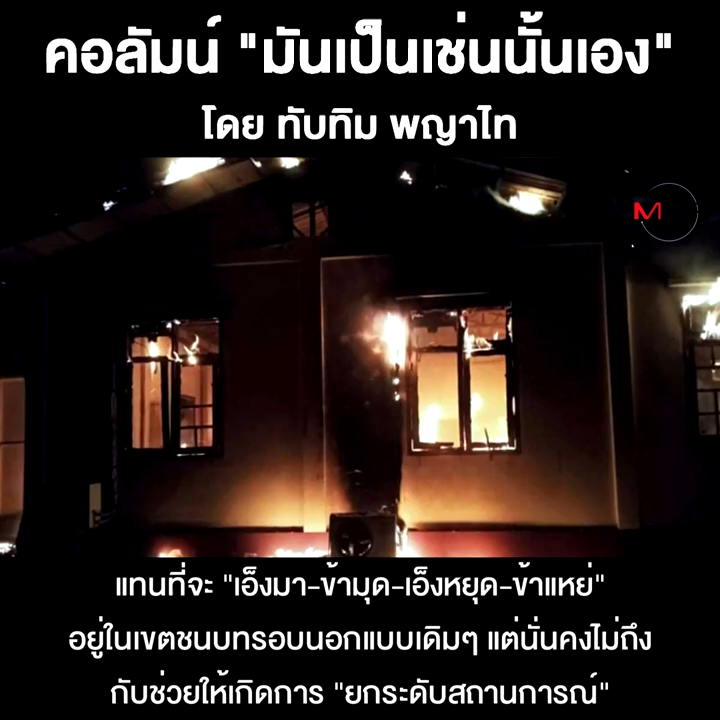 คอลัมน์ "มันเป็นเช่นนั้นเอง"
โดย ทับทิม พญาไท
M
แทนที่จะ "เอ็งมา-ข้ามุด-เอ็งหยุด-ข้าแหย่"
อยู่ในเขตชนบทรอบนอกแบบเดิมๆ แต่นั่นคงไม่ถึง
กับช่วยให้เกิดการ "ยกระดับสถานการณ์"